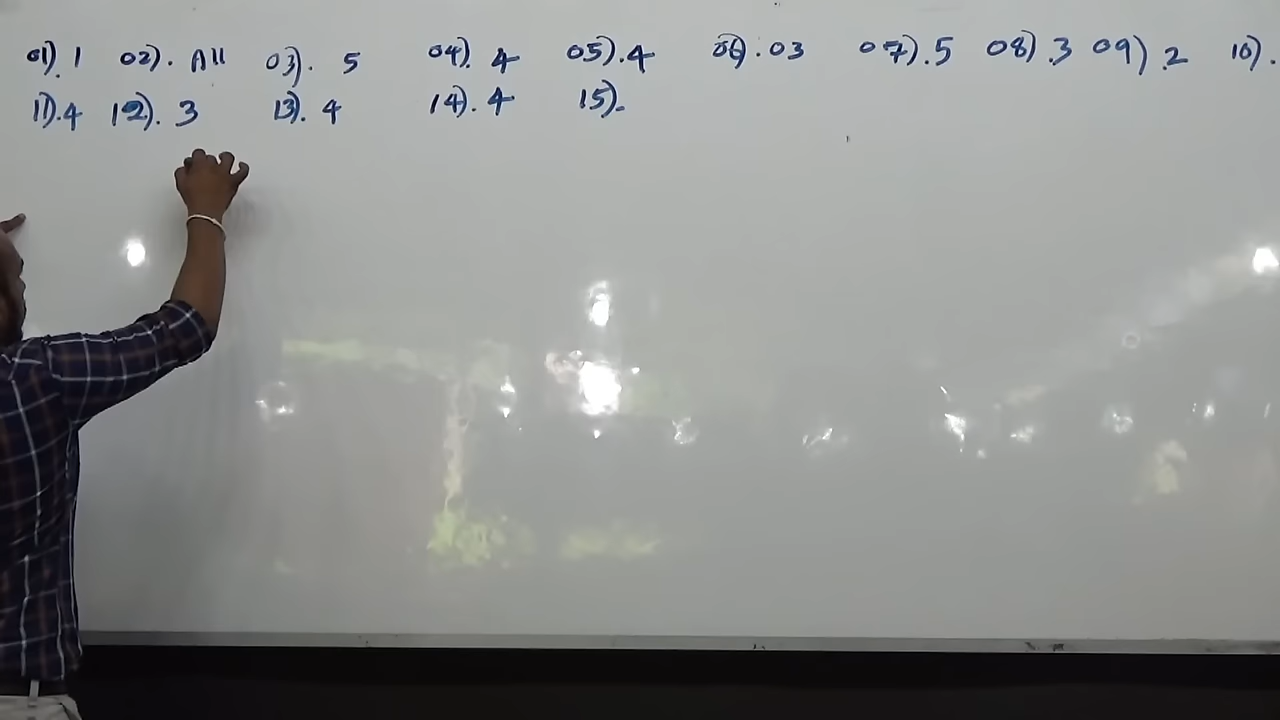 01). 1 02). All 03). 5 04). 4 05). 4 06). 03 07). 5 08). 3 09) 2 10).
11). 4 12). 3 13). 4 14). 4 15).